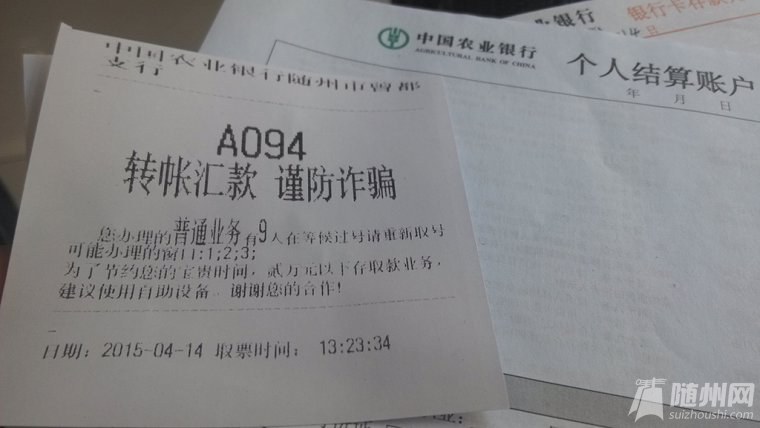 中国农业银行随州市曾都
支行
A094
转帐汇款 谨防诈骗
您办理的普通业务有9人在等候过号请重新取号
可能办理的窗口:1;2;3;
为了节约您的宝贵时间，贰万元以下存取款业务，
建议使用自助设备。谢谢您的合作!
日期: 2015-04-14 取票时间: 13:23:34
中国农业银行
AGRICULTURAL BANK OF CHINA
个人结算账户
年 月 日
业银行
银行卡存款
随州网
suizhoushi.com